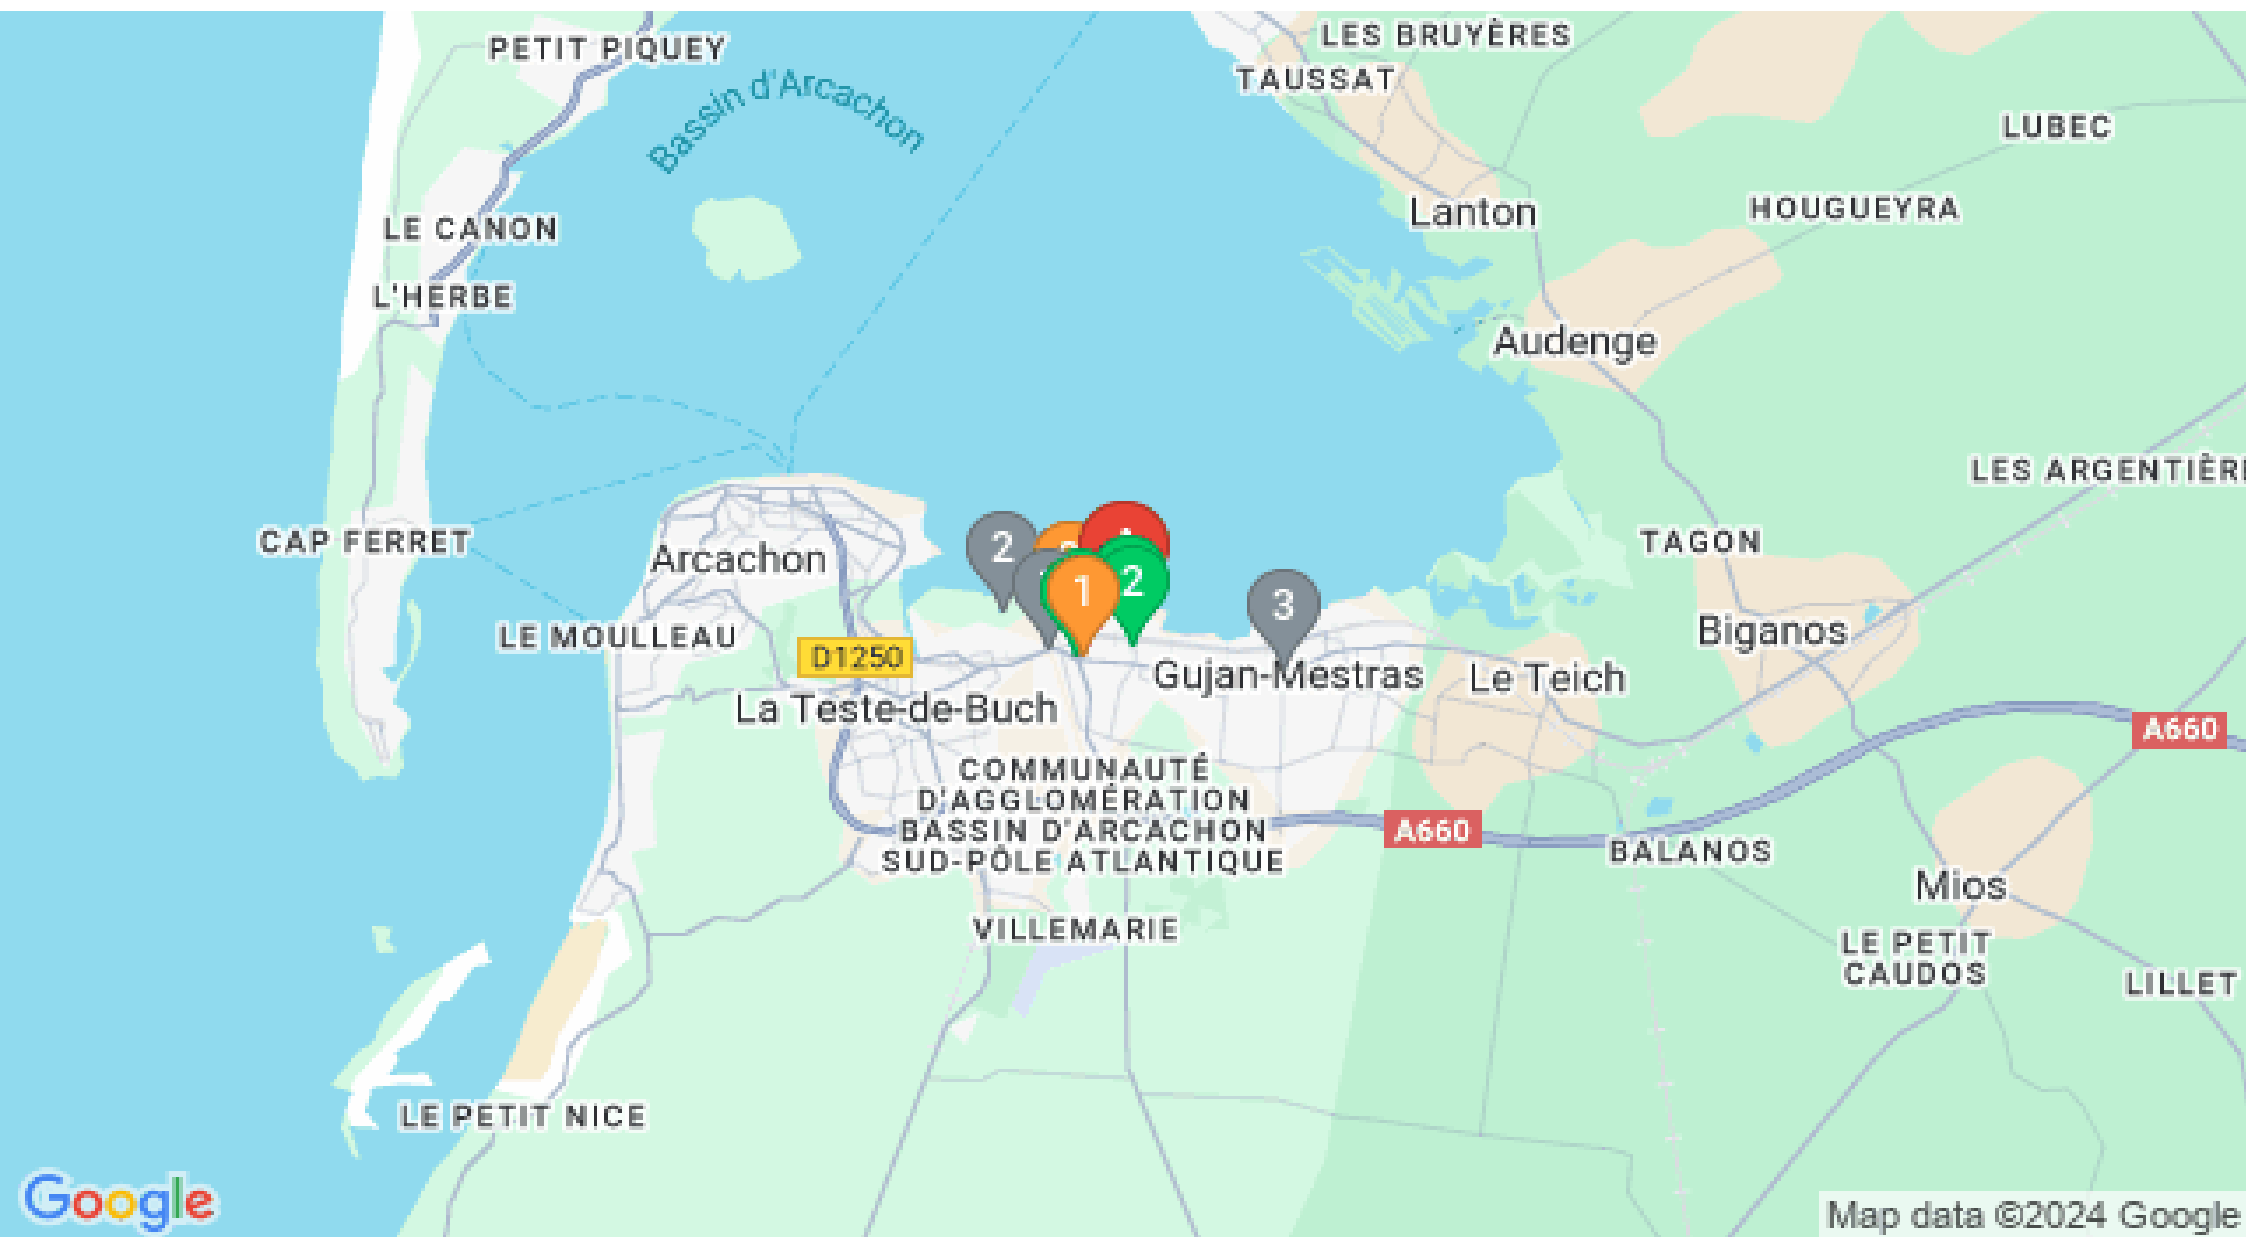 PETIT PIQUEY
LES BRUYÈRES
TAUSSAT
Bassin d'Arcachon
LUBEC
Lanton
HOUGUEYRA
LE CANON
L'HERBE
Audenge
LES ARGENTIÈRE
CAP FERRET
Arcachon
2
1
2
3
TAGON
Biganos
LE MOULLEAU
D1250
Gujan-Mestras
Le Teich
La Teste-de-Buch
A660
COMMUNAUTÉ
D'AGGLOMÉRATION
BASSIN D'ARCACHON
SUD-PÔLE ATLANTIQUE
A660
BALANOS
Mios
VILLEMARIE
LE PETIT
CAUDOS
LILLET
LE PETIT NICE
Google
Map data ©2024 Google